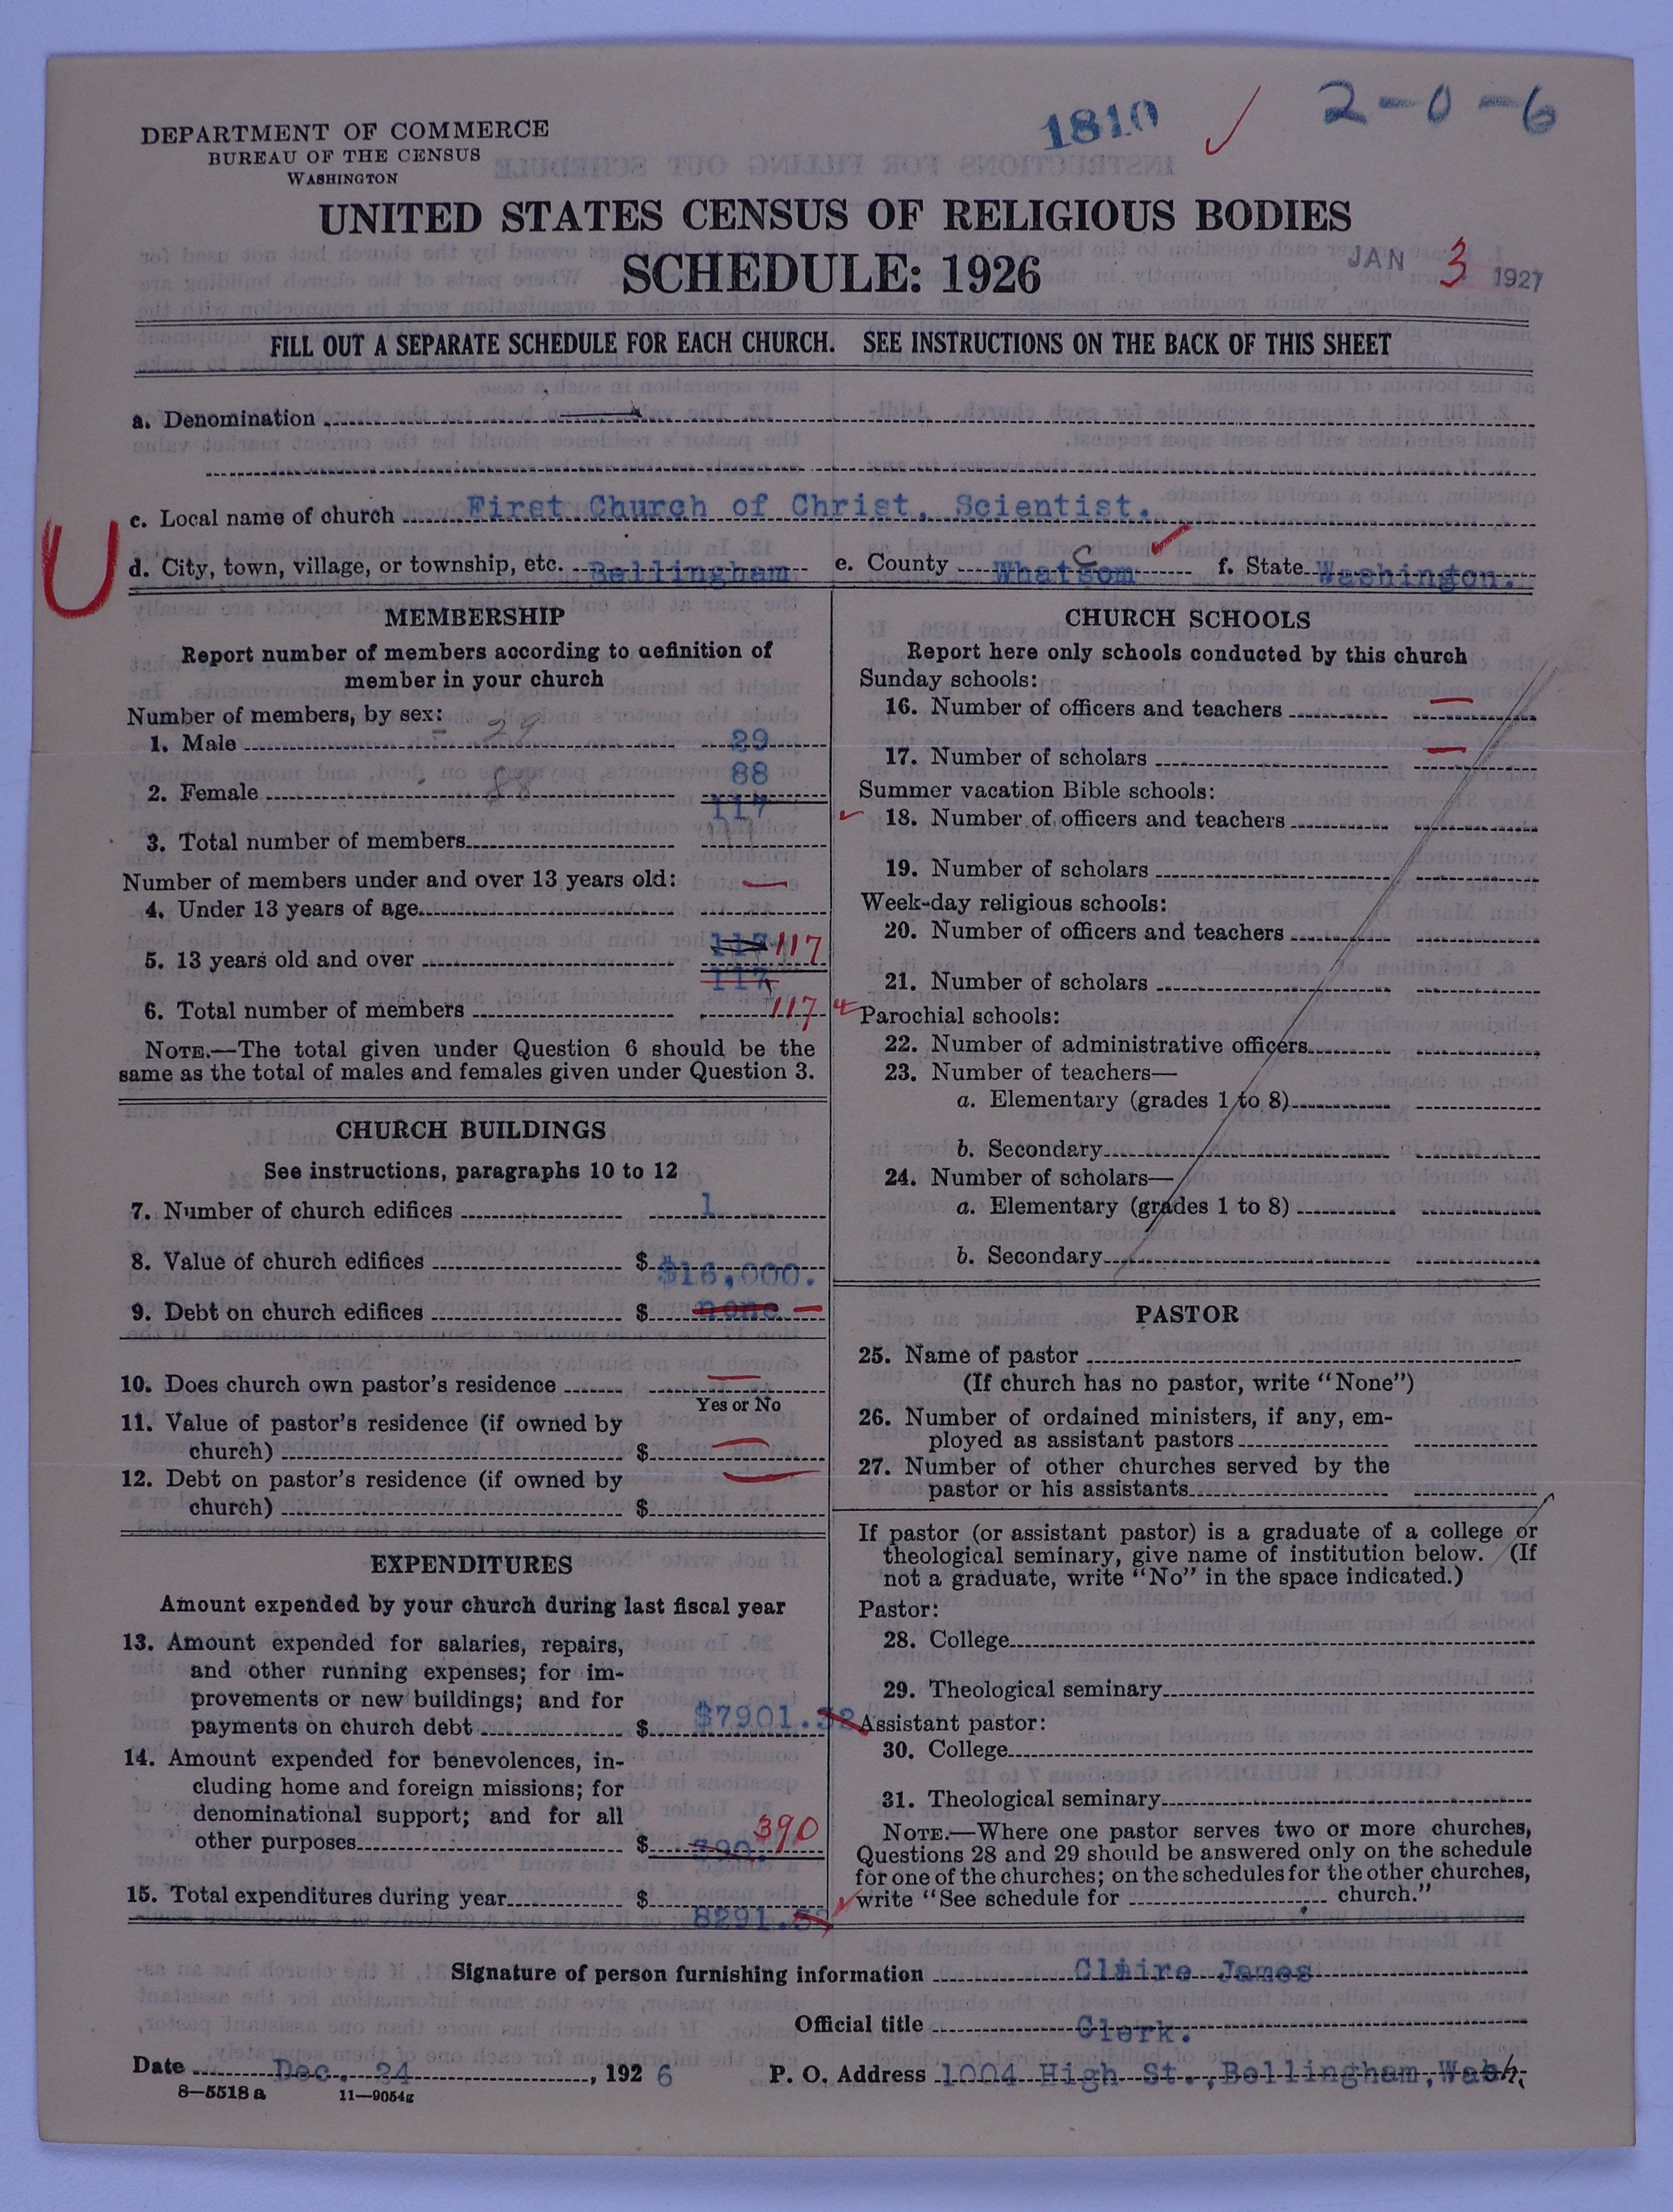 1810 2-0-6
DEPARTMENT OF COMMERCE
BUREAU OF THE CENSUS
WASHINGTON
UNITED STATES CENSUS OF RELIGIOUS BODIES
SCHEDULE: 1926
JAN 3 1927
FILL OUT A SEPARATE SCHEDULE FOR EACH CHURCH. SEE INSTRUCTIONS ON THE BACK OF THIS SHEET
a. Denomination
c. Local name of church First Church of Christ, Scientist.
U
d. City, town, village, or township, etc. Bellingham e. County Whatcom f. State Washington.
MEMBERSHIP
Report number of members according to definition of
member in your church
Number of members, by sex:
29
1. Male 29
2. Female 88 88
117
3. Total number of members
Number of members under and over 13 years old:
4. Under 13 years of age —
5. 13 years old and over 117 117
117
6. Total number of members 117
NOTE.—The total given under Question 6 should be the
same as the total of males and females given under Question 3.
CHURCH BUILDINGS
See instructions, paragraphs 10 to 12
7. Number of church edifices 1
8. Value of church edifices $ $16,000.
9. Debt on church edifices $ none —
10. Does church own pastor's residence —
Yes or No
11. Value of pastor's residence (if owned by
church) $ —
12. Debt on pastor's residence (if owned by
church) $ —
EXPENDITURES
Amount expended by your church during last fiscal year
13. Amount expended for salaries, repairs,
and other running expenses; for im-
provements or new buildings; and for
payments on church debt $ $7901.32
14. Amount expended for benevolences, in-
cluding home and foreign missions; for
denominational support; and for all
other purposes $ 390. 390
15. Total expenditures during year $
8291.32
CHURCH SCHOOLS
Report here only schools conducted by this church
Sunday schools:
16. Number of officers and teachers —
17. Number of scholars —
Summer vacation Bible schools:
18. Number of officers and teachers
19. Number of scholars
Week-day religious schools:
20. Number of officers and teachers
21. Number of scholars
Parochial schools:
22. Number of administrative officers
23. Number of teachers—
a. Elementary (grades 1 to 8)
b. Secondary
24. Number of scholars—
a. Elementary (grades 1 to 8)
b. Secondary
PASTOR
25. Name of pastor
(If church has no pastor, write "None")
26. Number of ordained ministers, if any, em-
ployed as assistant pastors
27. Number of other churches served by the
pastor or his assistants
If pastor (or assistant pastor) is a graduate of a college or
theological seminary, give name of institution below. (If
not a graduate, write "No" in the space indicated.)
Pastor:
28. College
29. Theological seminary
Assistant pastor:
30. College
31. Theological seminary
NOTE.—Where one pastor serves two or more churches,
Questions 28 and 29 should be answered only on the schedule
for one of the churches; on the schedules for the other churches,
write "See schedule for church."
Signature of person furnishing information Claire James
Official title Clerk.
Date Dec. 24, 1926 P. O. Address 1004 High St., Bellingham, Wash.
8—5518 a 11—9054g